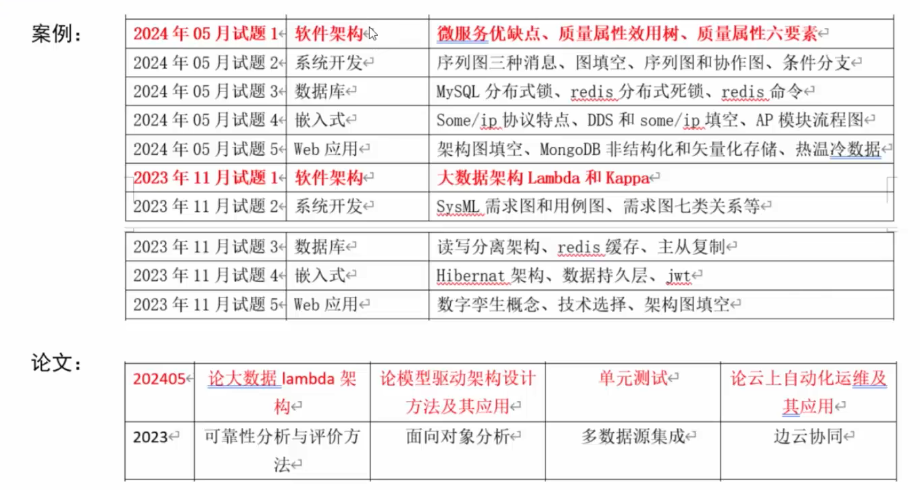 案例：
2024 年 05 月试题 1 软件架构 微服务优缺点、质量属性效用树、质量属性六要素
2024 年 05 月试题 2 系统开发 序列图三种消息、图填空、序列图和协作图、条件分支
2024 年 05 月试题 3 数据库 MySQL 分布式锁、redis 分布式死锁、redis 命令
2024 年 05 月试题 4 嵌入式 Some/ip 协议特点、DDS 和 some/ip 填空、AP 模块流程图
2024 年 05 月试题 5 Web 应用 架构图填空、MongoDB 非结构化和矢量化存储、热温冷数据
2023 年 11 月试题 1 软件架构 大数据架构 Lambda 和 Kappa
2023 年 11 月试题 2 系统开发 SysML 需求图和用例图、需求图七类关系等
2023 年 11 月试题 3 数据库 读写分离架构、redis 缓存、主从复制
2023 年 11 月试题 4 嵌入式 Hibernat 架构、数据持久层、jwt
2023 年 11 月试题 5 Web 应用 数字孪生概念、技术选择、架构图填空
论文：
202405 论大数据 lambda 架 论模型驱动架构设计 单元测试 论云上自动化运维及
构 方法及其应用 其应用
2023 可靠性分析与评价方 面向对象分析 多数据源集成 边云协同
法